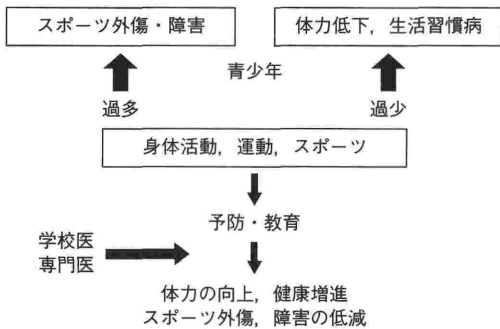 スポーツ外傷・障害
体力低下，生活習慣病
青少年
過多
過少
身体活動，運動，スポーツ
予防・教育
学校医
専門医
体力の向上，健康増進
スポーツ外傷，障害の低減